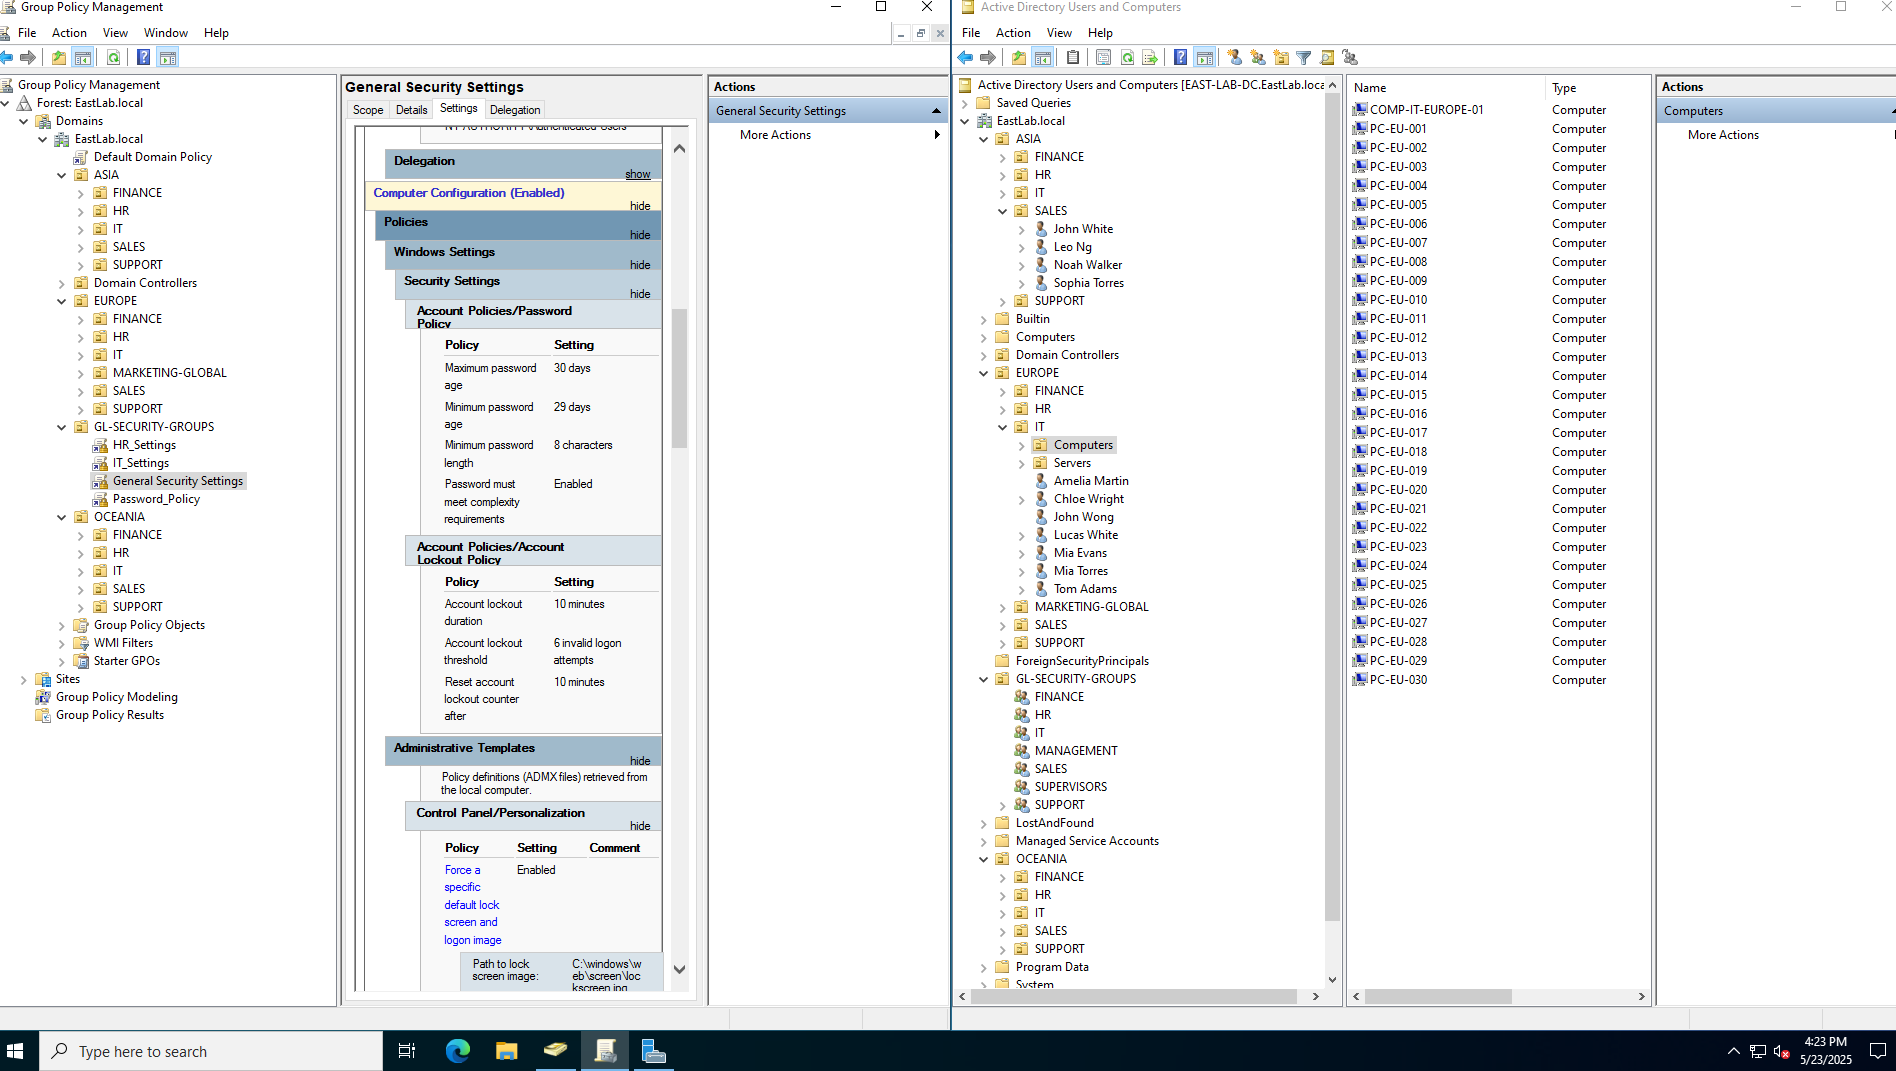 Group Policy Management
File Action View Window Help
Group Policy Management
Forest: EastLab.local
Domains
EastLab.local
Default Domain Policy
ASIA
FINANCE
HR
IT
SALES
SUPPORT
Domain Controllers
EUROPE
FINANCE
HR
IT
MARKETING-GLOBAL
SALES
SUPPORT
GL-SECURITY-GROUPS
HR_Settings
IT_Settings
General Security Settings
Password_Policy
OCEANIA
FINANCE
HR
IT
SALES
SUPPORT
Group Policy Objects
WMI Filters
Starter GPOs
Sites
Group Policy Modeling
Group Policy Results
General Security Settings
Scope Details Settings Delegation
NT AUTHORITY\Authenticated Users
Delegation
show
Computer Configuration (Enabled)
hide
Policies
hide
Windows Settings
hide
Security Settings
hide
Account Policies/Password
Policy
Policy Setting
Maximum password 30 days
age
Minimum password 29 days
age
Minimum password 8 characters
length
Password must Enabled
meet complexity
requirements
Account Policies/Account
Lockout Policy
Policy Setting
Account lockout 10 minutes
duration
Account lockout 6 invalid logon
threshold attempts
Reset account 10 minutes
lockout counter
after
Administrative Templates
hide
Policy definitions (ADMX files) retrieved from
the local computer.
Control Panel/Personalization
hide
Policy Setting Comment
Force a Enabled
specific
default lock
screen and
logon image
Path to lock C:\windows\w
screen image: eb\screen\loc
kscreen.jpg
Actions
General Security Settings
More Actions
Active Directory Users and Computers
File Action View Help
Active Directory Users and Computers [EAST-LAB-DC.EastLab.loca
Saved Queries
EastLab.local
ASIA
FINANCE
HR
IT
SALES
John White
Leo Ng
Noah Walker
Sophia Torres
SUPPORT
Builtin
Computers
Domain Controllers
EUROPE
FINANCE
HR
IT
Computers
Servers
Amelia Martin
Chloe Wright
John Wong
Lucas White
Mia Evans
Mia Torres
Tom Adams
MARKETING-GLOBAL
SALES
SUPPORT
ForeignSecurityPrincipals
GL-SECURITY-GROUPS
FINANCE
HR
IT
MANAGEMENT
SALES
SUPERVISORS
SUPPORT
LostAndFound
Managed Service Accounts
OCEANIA
FINANCE
HR
IT
SALES
SUPPORT
Program Data
System
Name Type
COMP-IT-EUROPE-01 Computer
PC-EU-001 Computer
PC-EU-002 Computer
PC-EU-003 Computer
PC-EU-004 Computer
PC-EU-005 Computer
PC-EU-006 Computer
PC-EU-007 Computer
PC-EU-008 Computer
PC-EU-009 Computer
PC-EU-010 Computer
PC-EU-011 Computer
PC-EU-012 Computer
PC-EU-013 Computer
PC-EU-014 Computer
PC-EU-015 Computer
PC-EU-016 Computer
PC-EU-017 Computer
PC-EU-018 Computer
PC-EU-019 Computer
PC-EU-020 Computer
PC-EU-021 Computer
PC-EU-022 Computer
PC-EU-023 Computer
PC-EU-024 Computer
PC-EU-025 Computer
PC-EU-026 Computer
PC-EU-027 Computer
PC-EU-028 Computer
PC-EU-029 Computer
PC-EU-030 Computer
Actions
Computers
More Actions
Type here to search
4:23 PM
5/23/2025